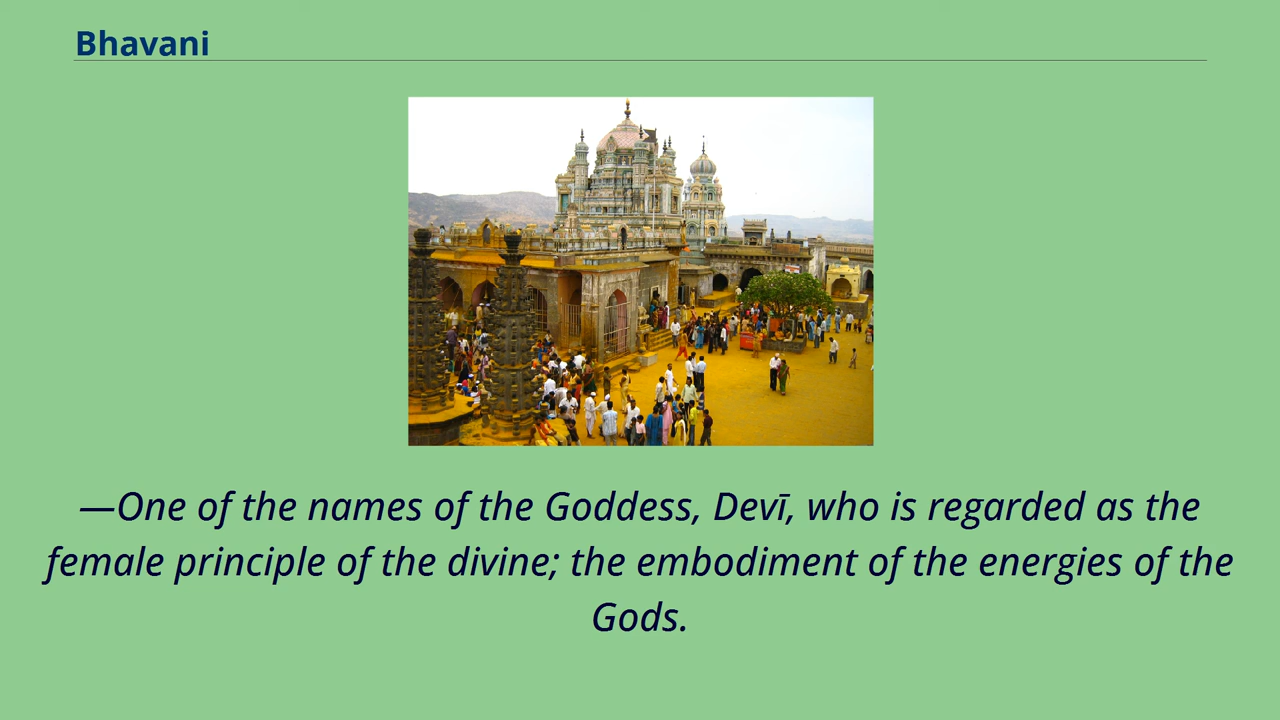 Bhavani
—One of the names of the Goddess, Devī, who is regarded as the
female principle of the divine; the embodiment of the energies of the
Gods.